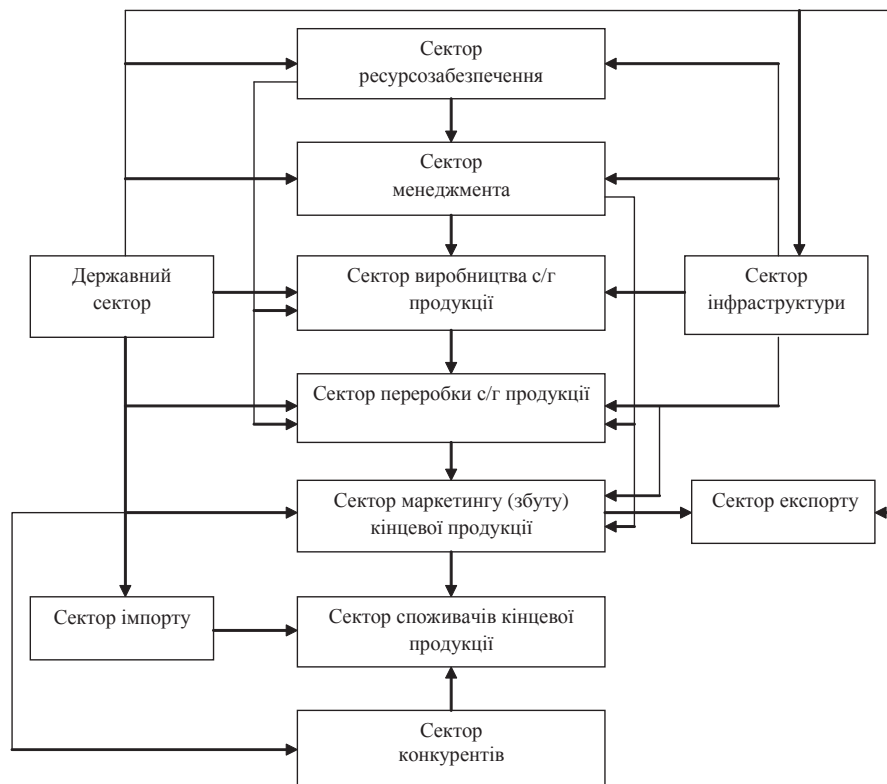 Сектор
ресурсозабезпечення
Сектор
менеджмента
Державний
сектор
Сектор виробництва с/г
продукції
Сектор
інфраструктури
Сектор переробки с/г продукції
Сектор маркетингу (збуту)
кінцевої продукції
Сектор експорту
Сектор імпорту
Сектор споживачів кінцевої
продукції
Сектор
конкурентів